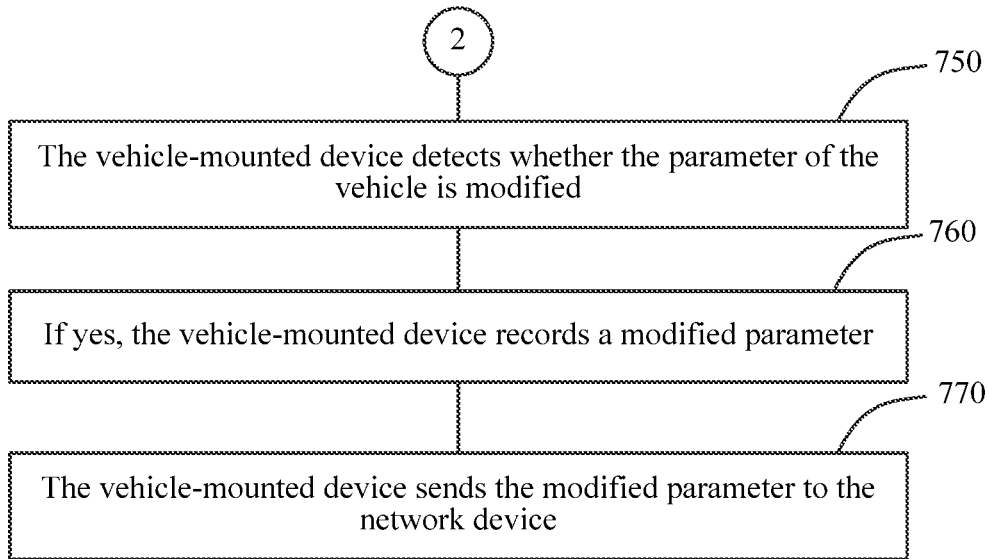 2
750
The vehicle-mounted device detects whether the parameter of the
vehicle is modified
760
If yes, the vehicle-mounted device records a modified parameter
770
The vehicle-mounted device sends the modified parameter to the
network device